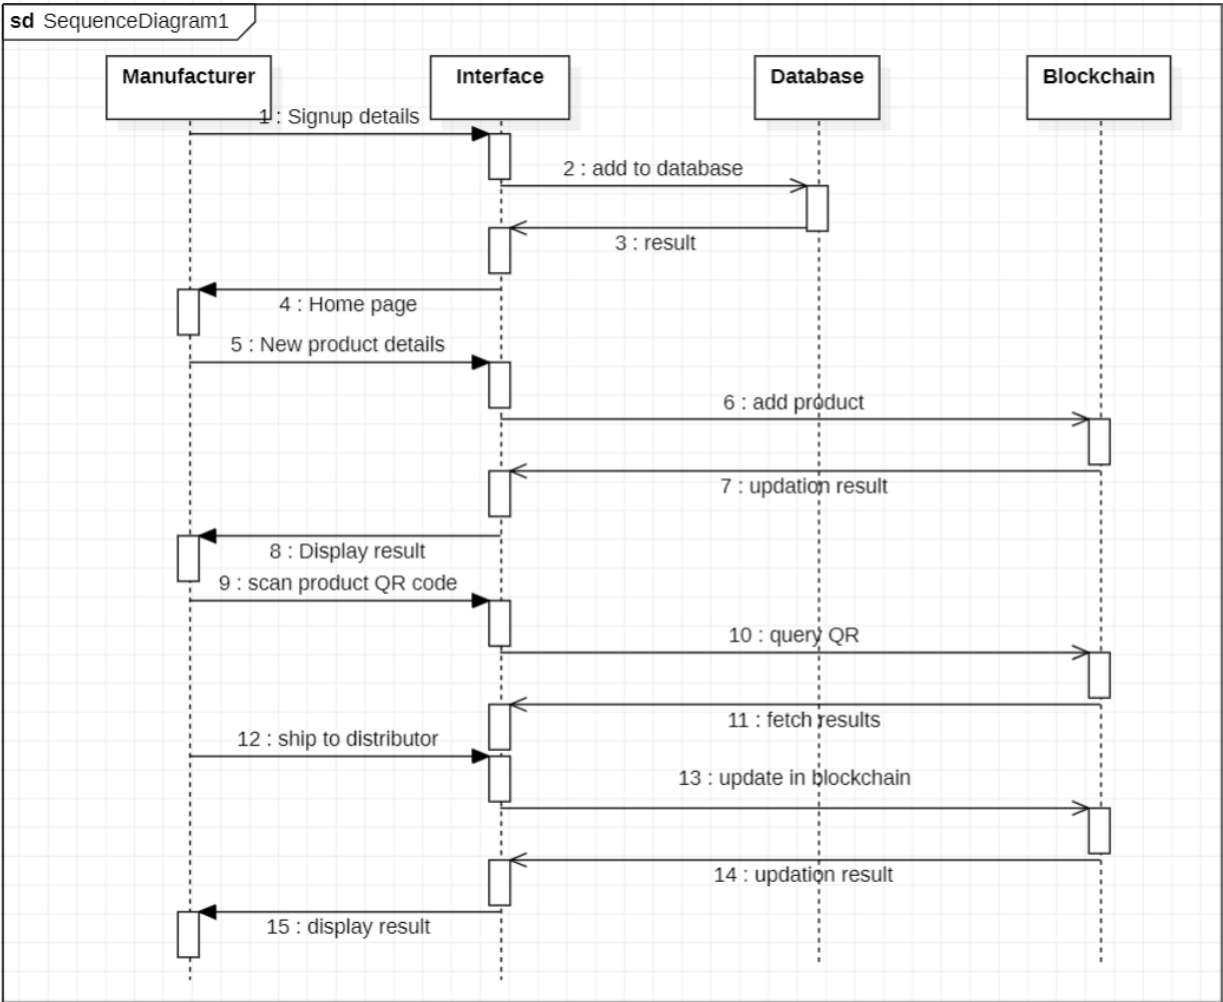 sd SequenceDiagram1
Manufacturer
Interface
Database
Blockchain
1 : Signup details
2 : add to database
3 : result
4 : Home page
5 : New product details
6 : add product
7 : updation result
8 : Display result
9 : scan product QR code
10 : query QR
11 : fetch results
12 : ship to distributor
13 : update in blockchain
14 : updation result
15 : display result